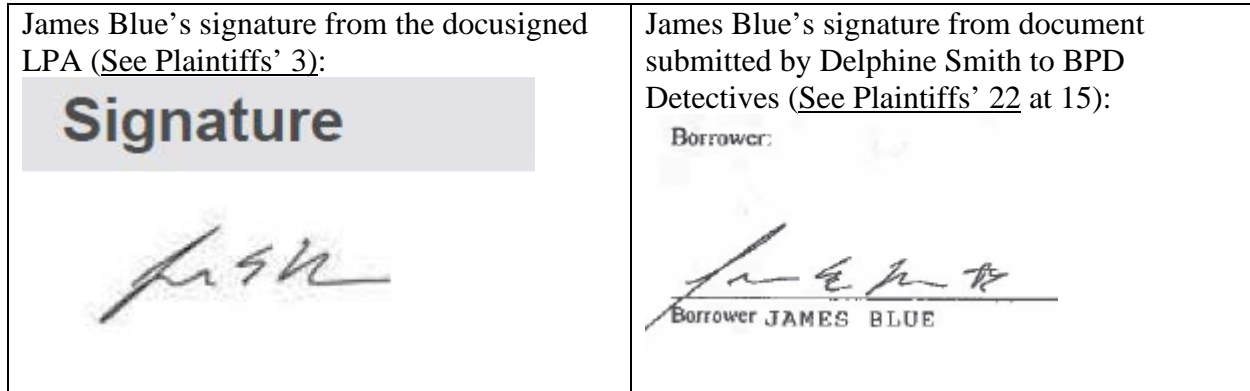 James Blue’s signature from the docusigned
LPA (See Plaintiffs’ 3):
Signature
James Blue’s signature from document
submitted by Delphine Smith to BPD
Detectives (See Plaintiffs’ 22 at 15):
Borrower:
Borrower JAMES BLUE